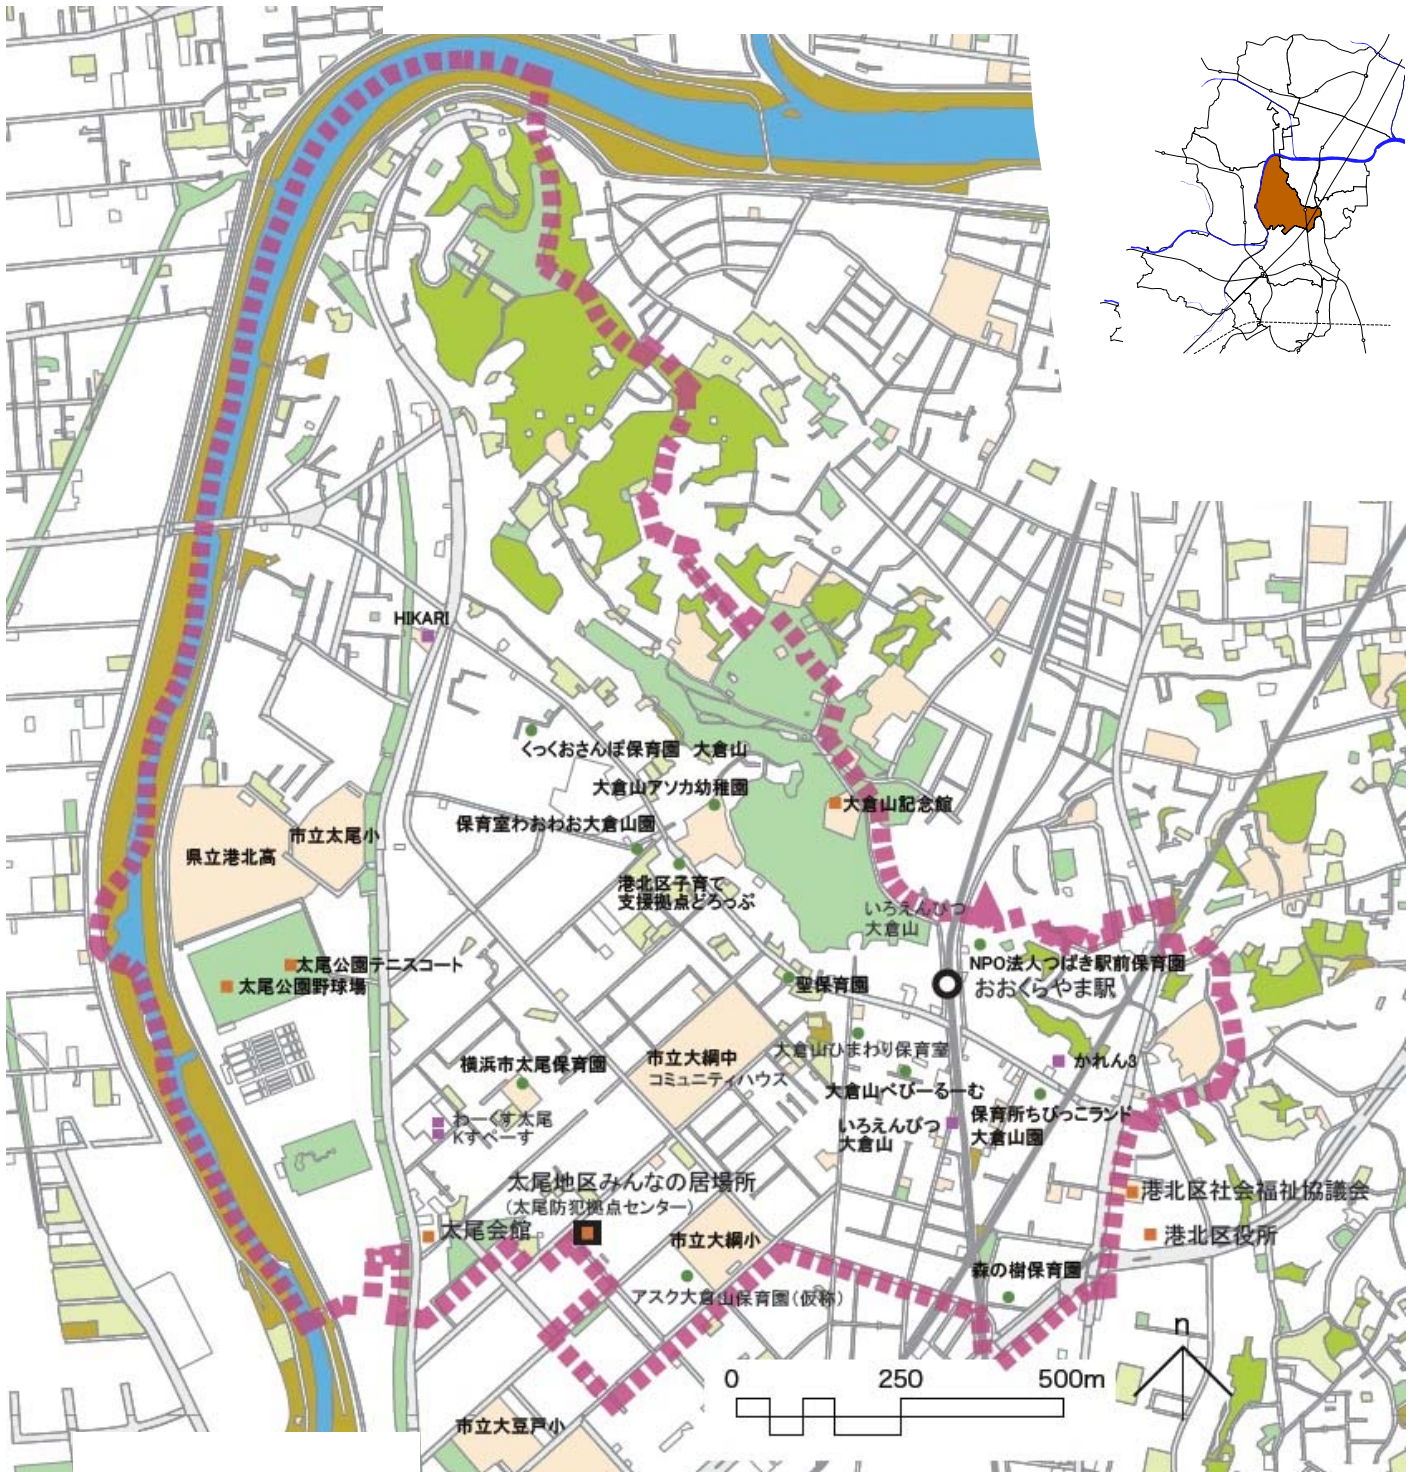 HIKARI
くっくおさんぽ保育園 大倉山
大倉山アソカ幼稚園
大倉山記念館
保育室わおわお大倉山園
市立太尾小
県立港北高
港北区子育て
支援拠点どろっぷ
いろえんぴつ
大倉山
太尾公園テニスコート
太尾公園野球場
聖保育園
NPO法人つばき駅前保育園
おおくらやま駅
横浜市太尾保育園
市立大綱中
コミュニティハウス
大倉山ひまわり保育室
かれん3
大倉山べびーるーむ
わーくす太尾
Kすぺーす
いろえんぴつ
大倉山
保育所ちびっこランド
大倉山園
太尾地区みんなの居場所
(太尾防犯拠点センター)
港北区社会福祉協議会
太尾会館
市立大綱小
港北区役所
森の樹保育園
アスク大倉山保育園(仮称)
n
0 250 500m
市立大豆戸小